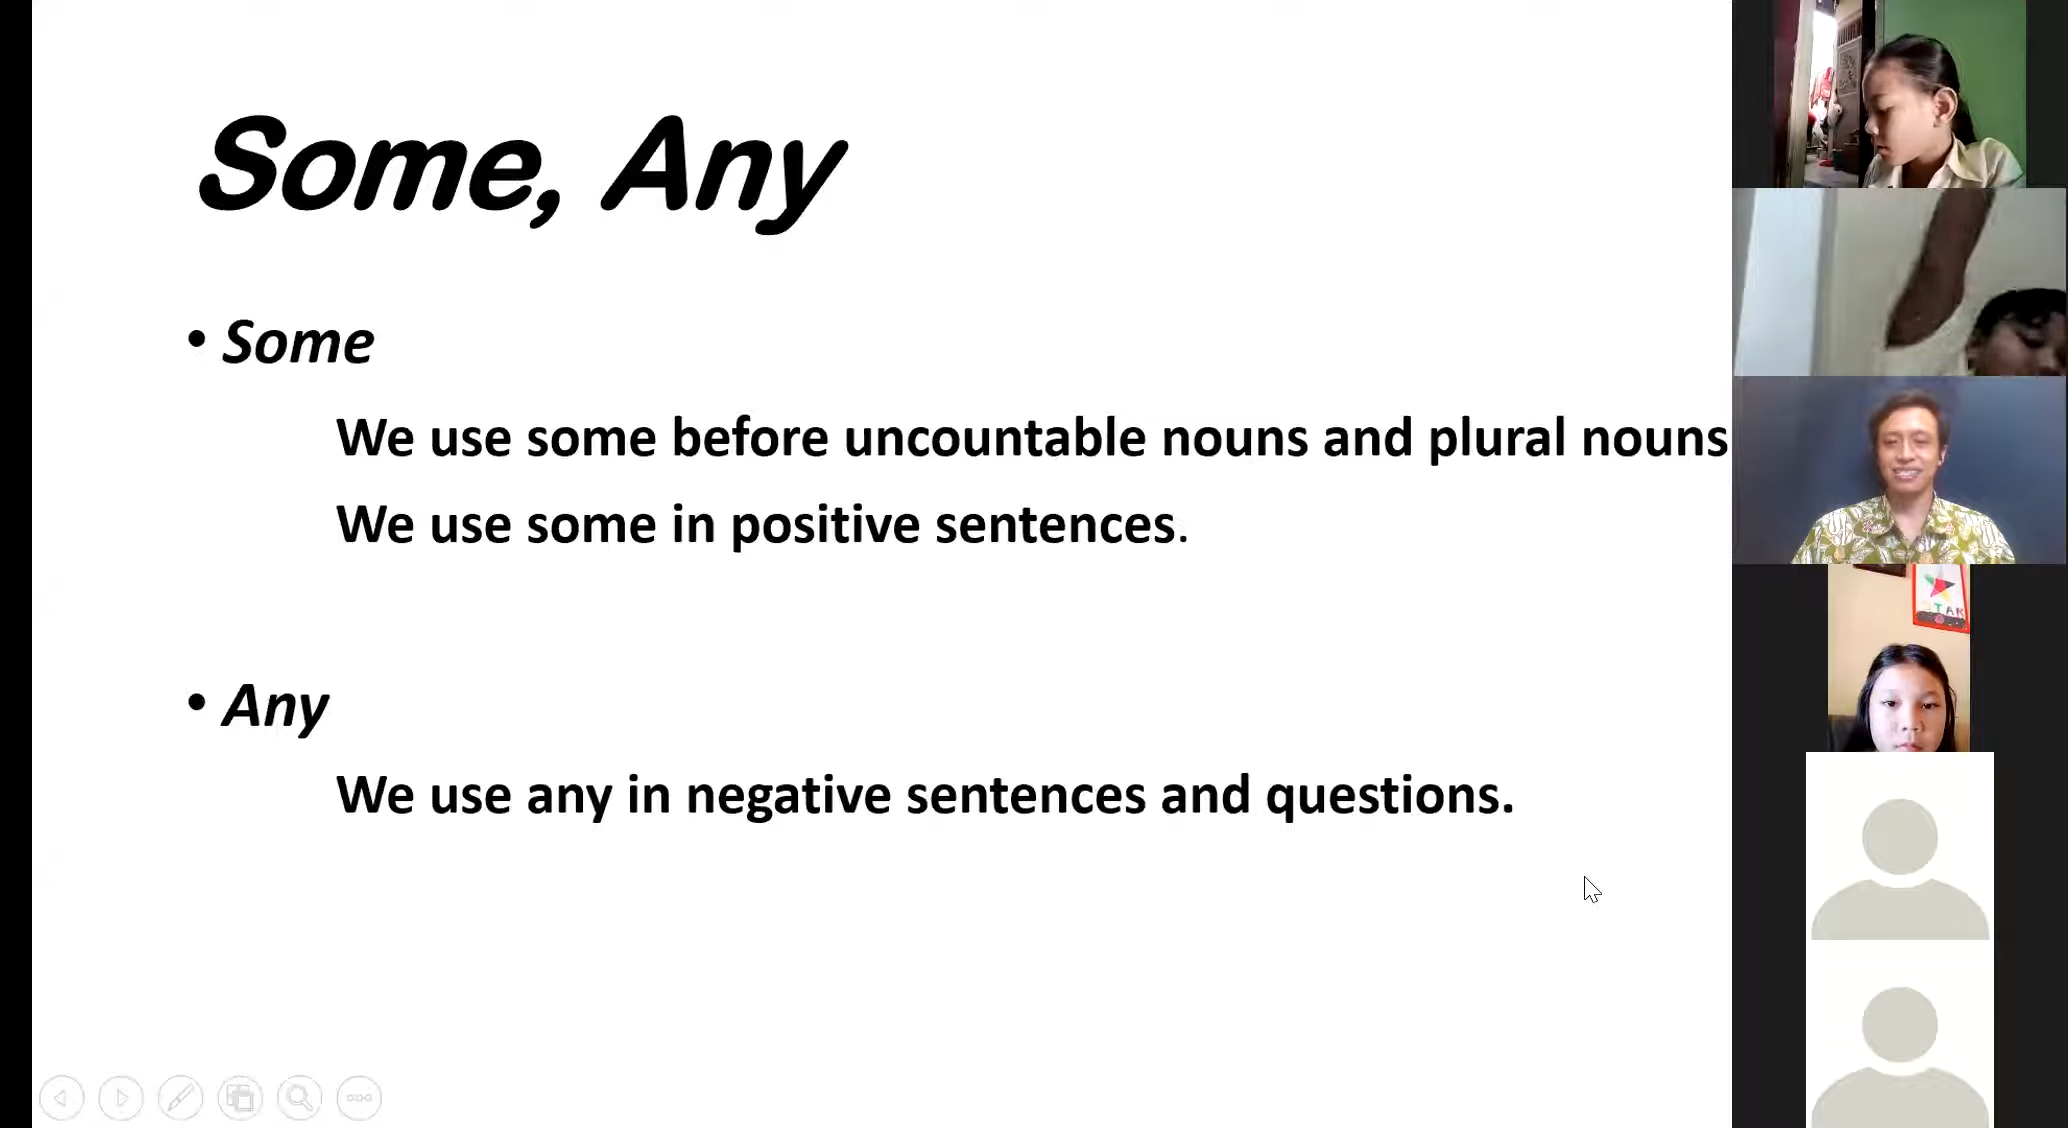 Some, Any
• Some
We use some before uncountable nouns and plural nouns
We use some in positive sentences.
• Any
We use any in negative sentences and questions.
STAR